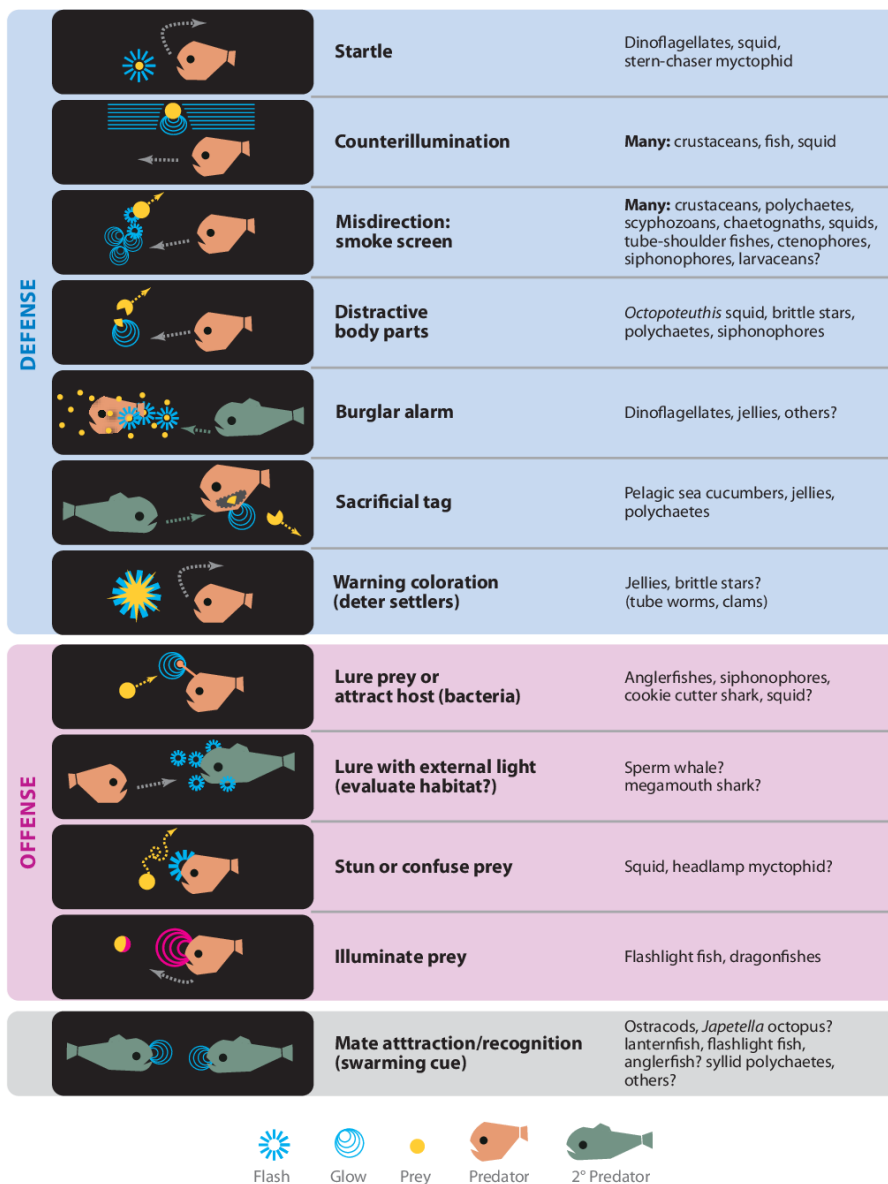 DEFENSE
Startle
Dinoflagellates, squid,
stern-chaser myctophid
Counterillumination
Many: crustaceans, fish, squid
Misdirection:
smoke screen
Many: crustaceans, polychaetes,
scyphozoans, chaetognaths, squids,
tube-shoulder fishes, ctenophores,
siphonophores, larvaceans?
Distractive
body parts
Octopoteuthis squid, brittle stars,
polychaetes, siphonophores
Burglar alarm
Dinoflagellates, jellies, others?
Sacrificial tag
Pelagic sea cucumbers, jellies,
polychaetes
Warning coloration
(deter settlers)
Jellies, brittle stars?
(tube worms, clams)
OFFENSE
Lure prey or
attract host (bacteria)
Anglerfishes, siphonophores,
cookie cutter shark, squid?
Lure with external light
(evaluate habitat?)
Sperm whale?
megamouth shark?
Stun or confuse prey
Squid, headlamp myctophid?
Illuminate prey
Flashlight fish, dragonfishes
Mate atttraction/recognition
(swarming cue)
Ostracods, Japetella octopus?
lanternfish, flashlight fish,
anglerfish? syllid polychaetes,
others?
Flash
Glow
Prey
Predator
2° Predator